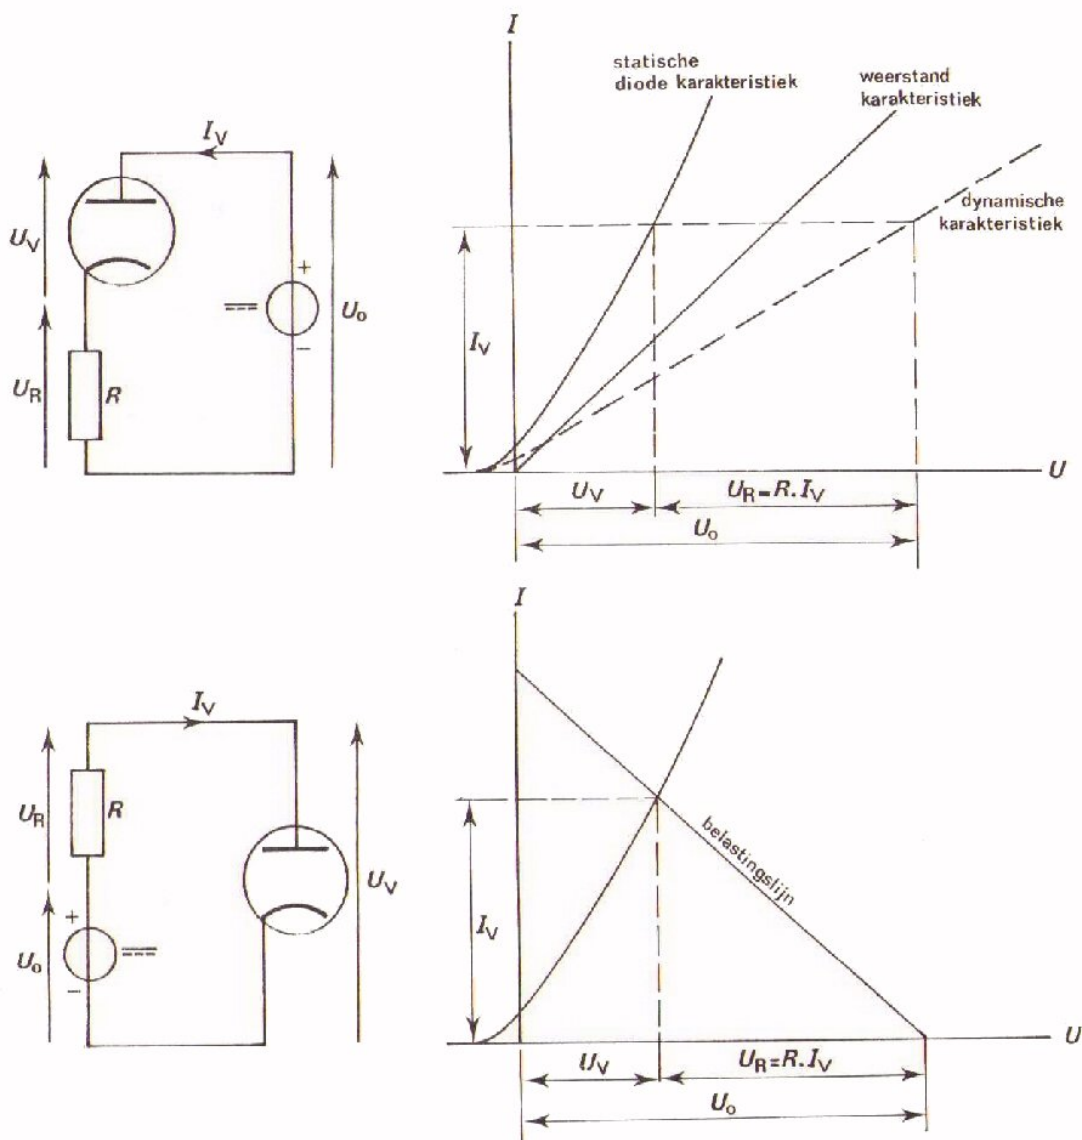 I
statische
diode karakteristiek
weerstand
karakteristiek
I_V
U_V
+
−
U_o
I_V
dynamische
karakteristiek
U_R
R
U
U_V
U_R = R.I_V
U_o
I
I_V
U_R
R
U_V
belastingslijn
I_V
+
U_o
−
U
U_V
U_R=R.I_V
U_o